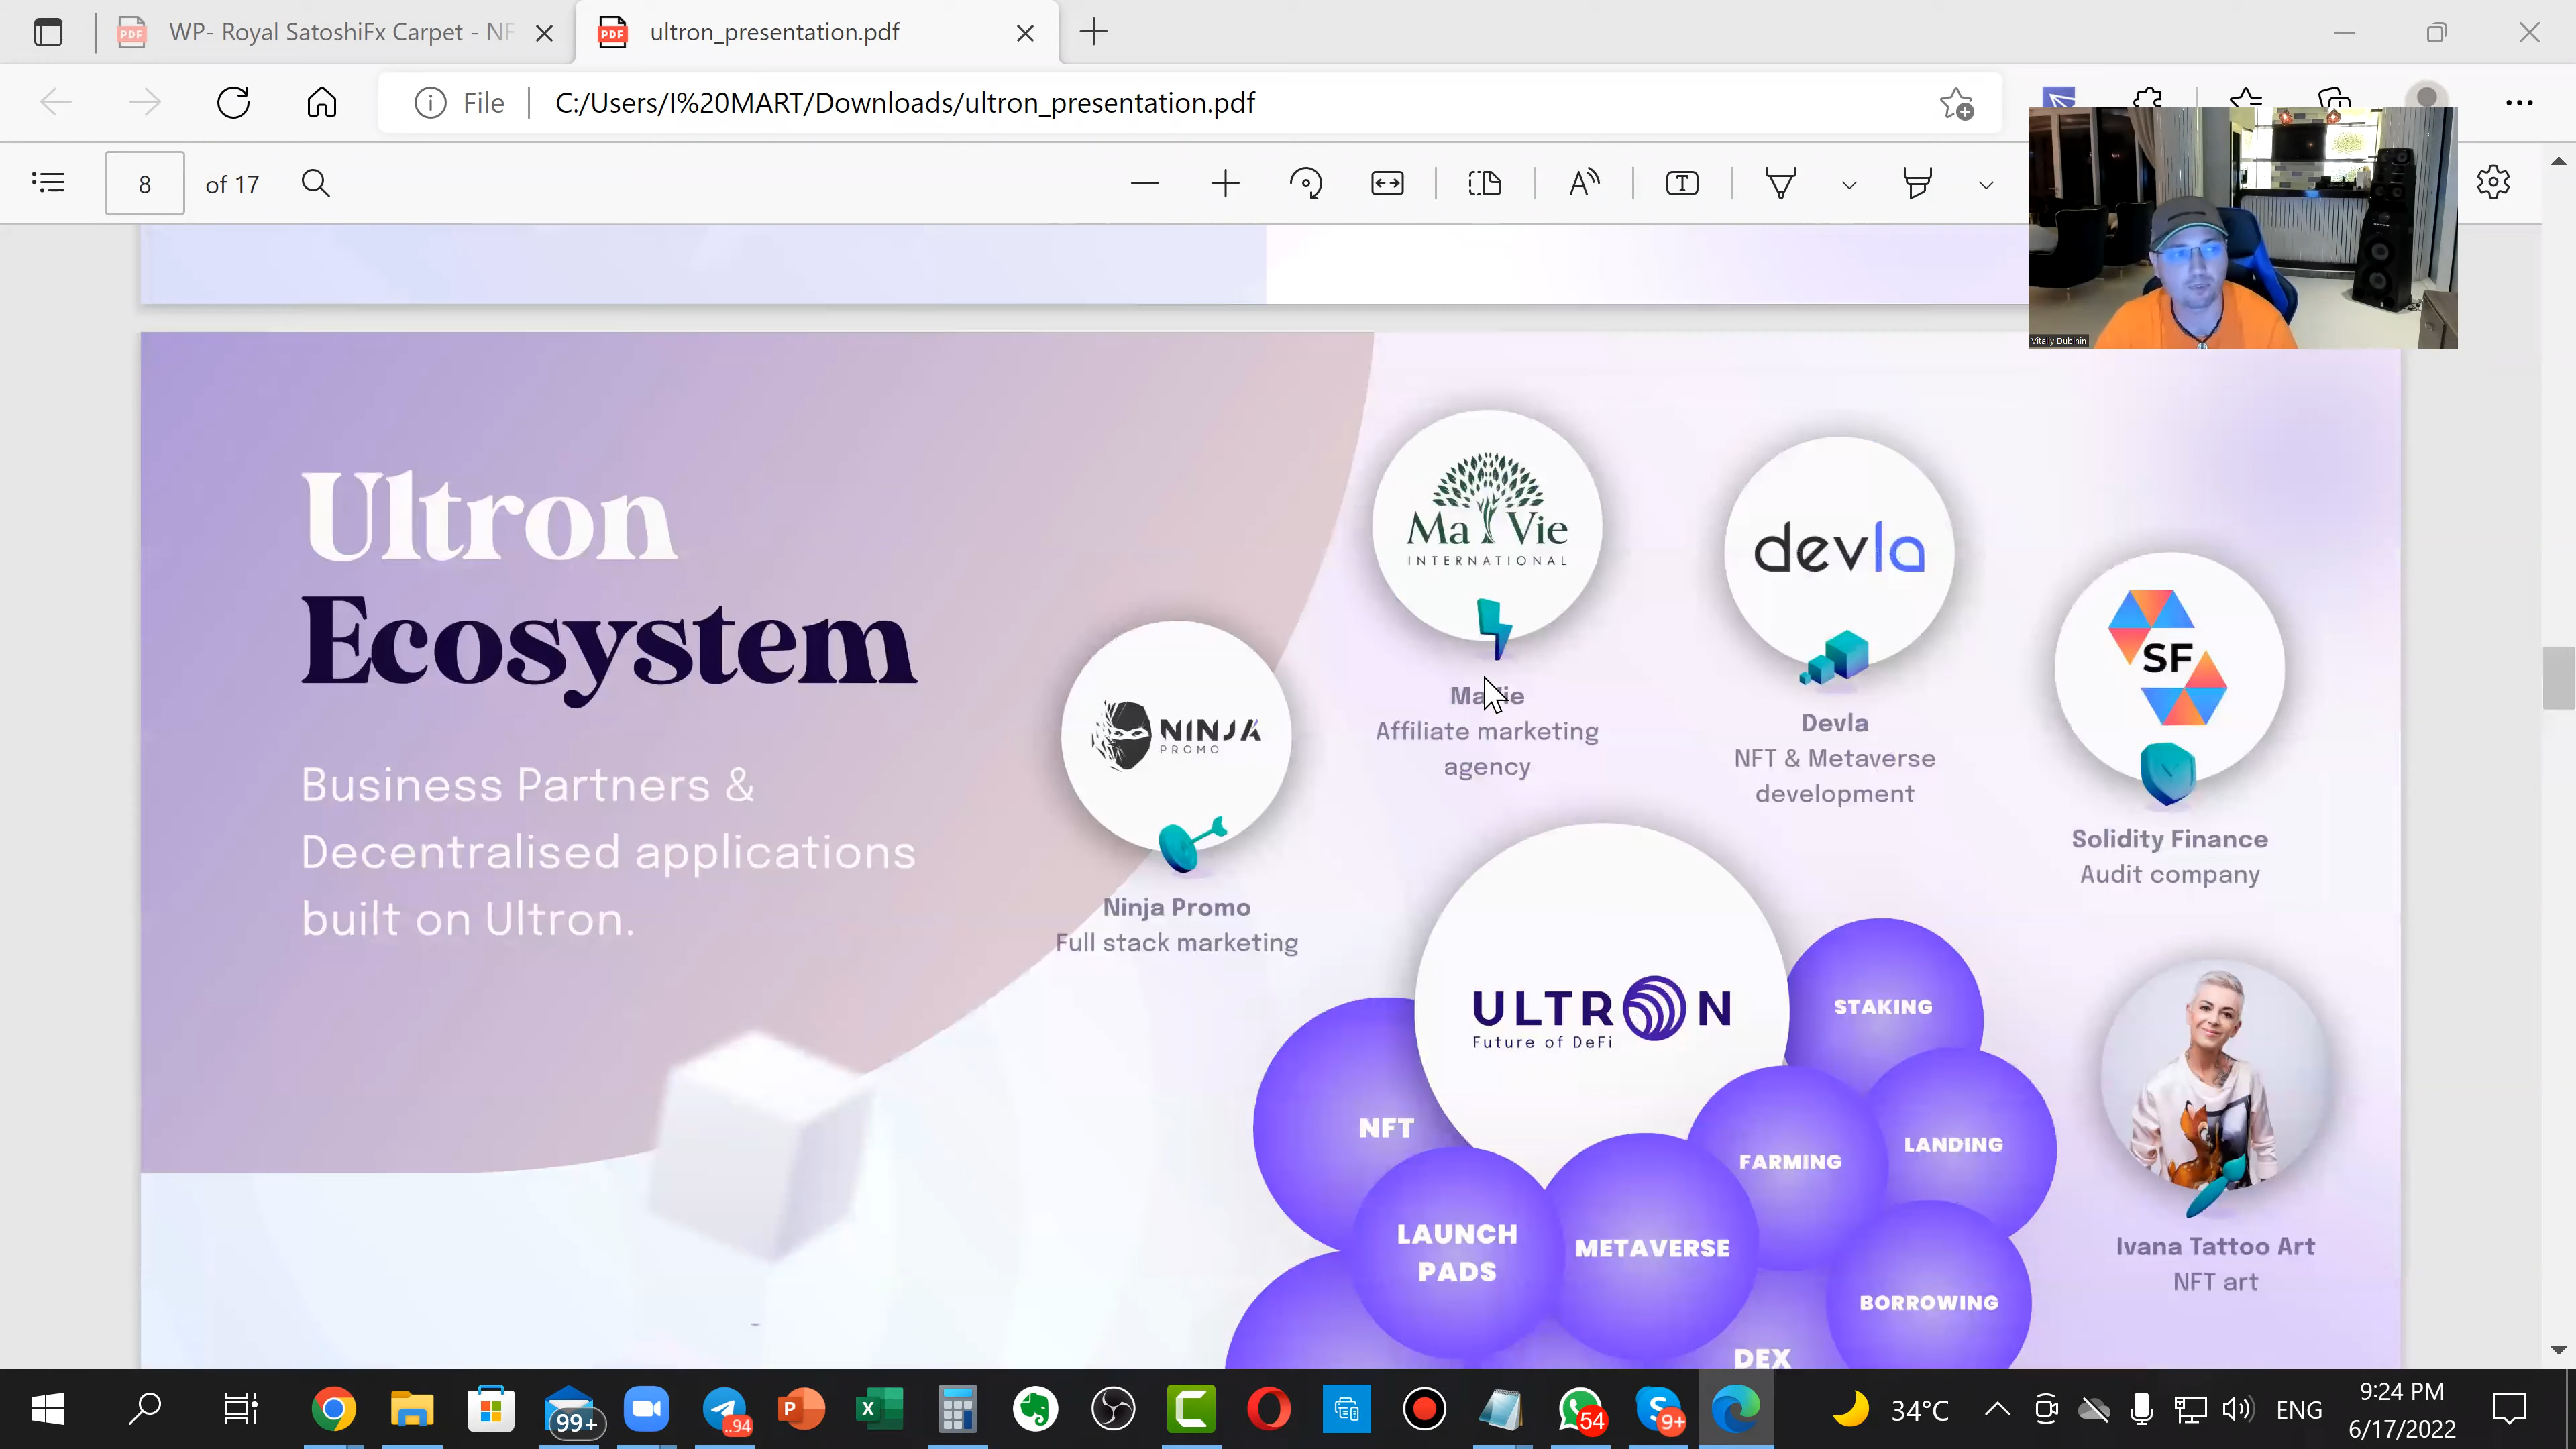 WP- Royal SatoshiFx Carpet - NF
ultron_presentation.pdf
File
C:/Users/I%20MART/Downloads/ultron_presentation.pdf
8
of 17
Vitaliy Dubinin
Ultron
Ecosystem
Business Partners &
Decentralised applications
built on Ultron.
Ma Vie
INTERNATIONAL
Affiliate marketing
agency
devla
Devla
NFT & Metaverse
development
SF
Solidity Finance
Audit company
NINJA
PROMO
Ninja Promo
Full stack marketing
ULTRON
Future of DeFi
STAKING
NFT
FARMING
LANDING
LAUNCH
PADS
METAVERSE
BORROWING
DEX
Ivana Tattoo Art
NFT art
99+
..94
54
9+
34°C
ENG
9:24 PM
6/17/2022